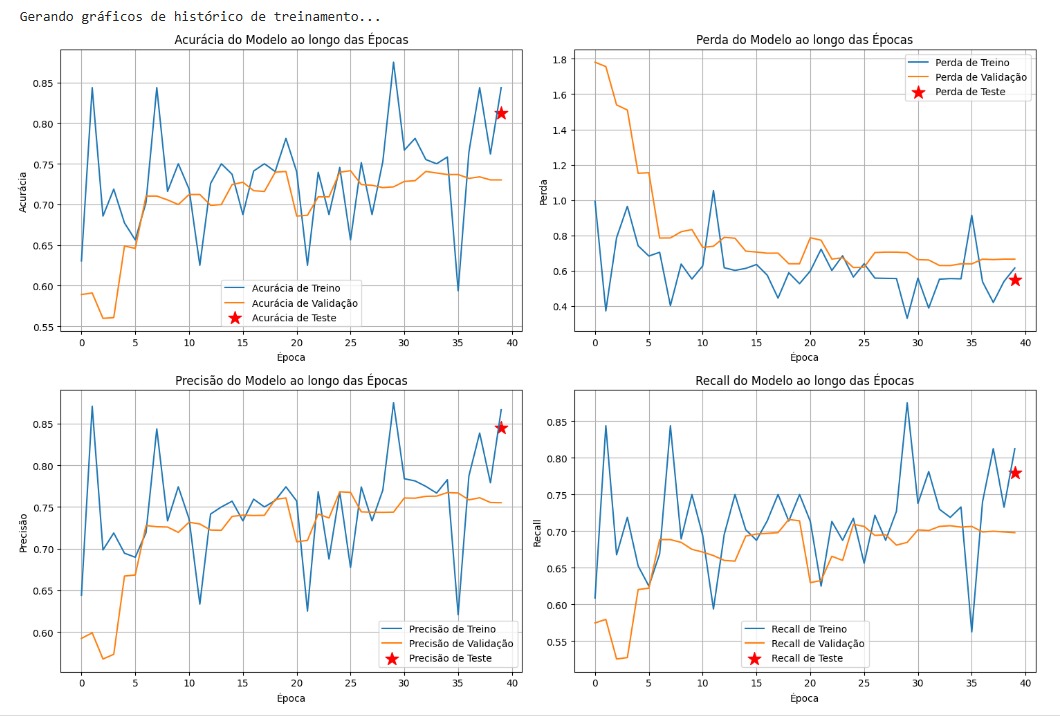 Gerando gráficos de histórico de treinamento...
Acurácia do Modelo ao longo das Épocas
0.85
0.80
0.75
0.70
0.65
0.60
0.55
Acurácia
Acurácia de Treino
Acurácia de Validação
Acurácia de Teste
0 5 10 15 20 25 30 35 40
Época
Perda do Modelo ao longo das Épocas
1.8
1.6
1.4
1.2
1.0
0.8
0.6
0.4
Perda
Perda de Treino
Perda de Validação
Perda de Teste
0 5 10 15 20 25 30 35 40
Época
Precisão do Modelo ao longo das Épocas
0.85
0.80
0.75
0.70
0.65
0.60
Precisão
Precisão de Treino
Precisão de Validação
Precisão de Teste
0 5 10 15 20 25 30 35 40
Época
Recall do Modelo ao longo das Épocas
0.85
0.80
0.75
0.70
0.65
0.60
0.55
Recall
Recall de Treino
Recall de Validação
Recall de Teste
0 5 10 15 20 25 30 35 40
Época